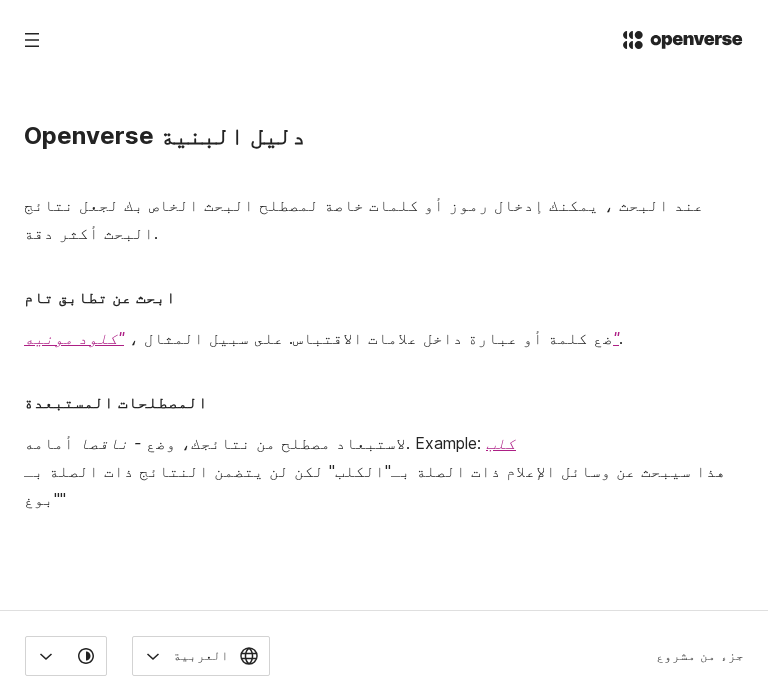 openverse
دليل البنية Openverse
عند البحث ، يمكنك إدخال رموز أو كلمات خاصة لمصطلح البحث الخاص بك لجعل نتائج
البحث أكثر دقة.
ابحث عن تطابق تام
ضع كلمة أو عبارة داخل علامات الاقتباس. على سبيل المثال ، "كلود مونيه".
المصطلحات المستبعدة
لاستبعاد مصطلح من نتائجك، وضع - ناقصا أمامه. Example: كلب
هذا سيبحث عن وسائل الإعلام ذات الصلة بـ"الكلب" لكن لن يتضمن النتائج ذات الصلة بـ
"بوغ"
العربية
جزء من مشروع